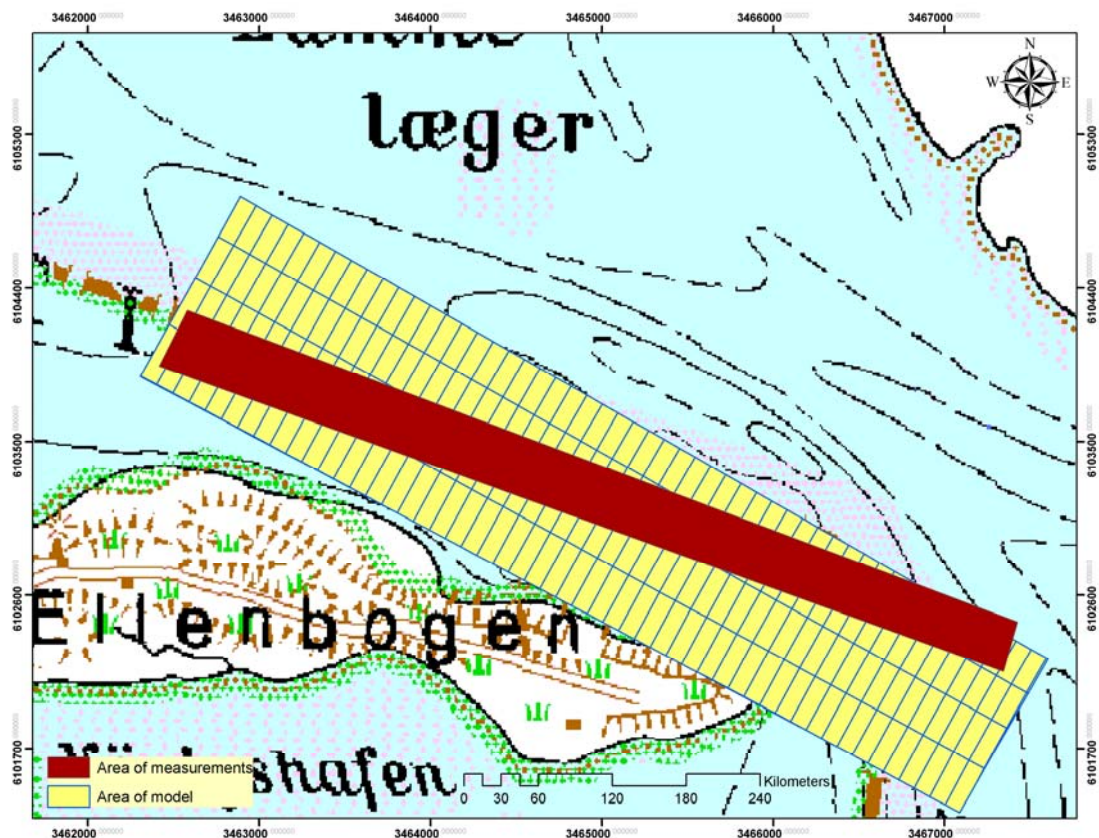 3462000 3463000 3464000 3465000 3466000 3467000
N
W E
S
læger
6105300 6105300
6104400 6104400
6103500 6103500
6102600 6102600
Ellenbogen
6101700 6101700
Area of measurements
Area of model
Kilometers
0 30 60 120 180 240
3462000 3463000 3464000 3465000 3466000 3467000